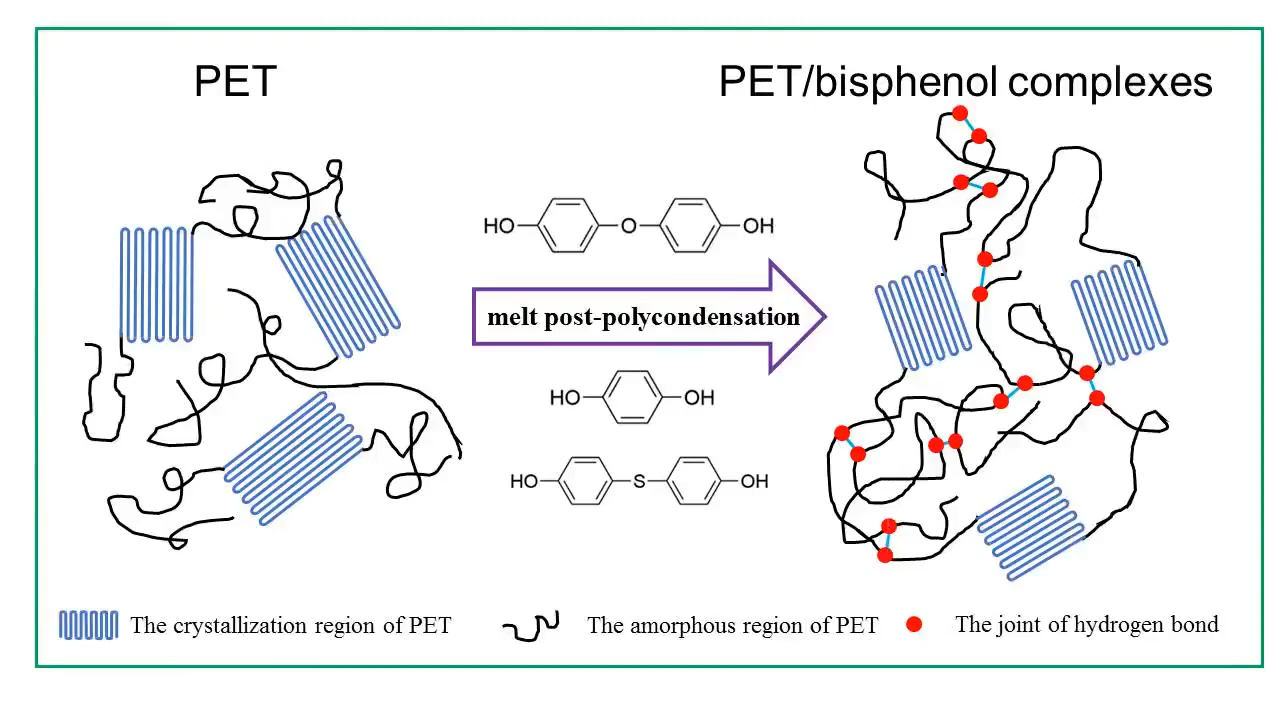 PET
PET/bisphenol complexes
HO O OH
melt post-polycondensation
HO OH
HO S OH
The crystallization region of PET
The amorphous region of PET
The joint of hydrogen bond